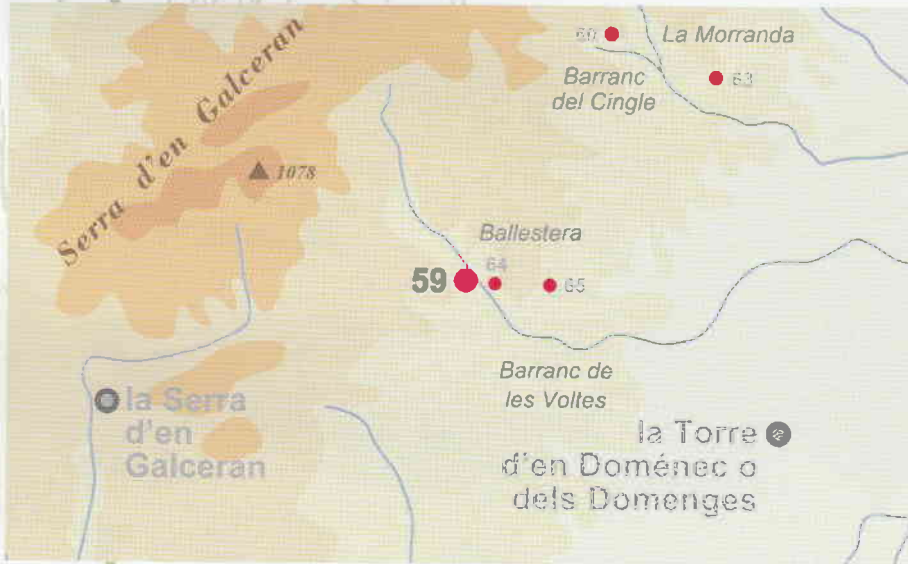 Serra d'en Galceran
60
La Morranda
Barranc
del Cingle
63
1078
Ballestera
59
64
65
Barranc de
les Voltes
la Serra
d'en
Galceran
la Torre
d'en Doménec o
dels Domenges